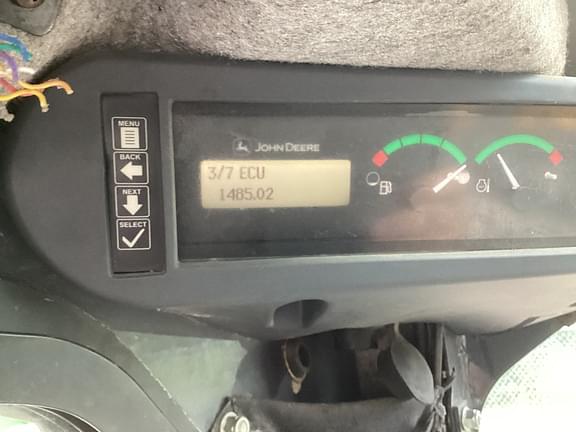 MENU
BACK
NEXT
SELECT
JOHN DEERE
3/7 ECU
1485.02